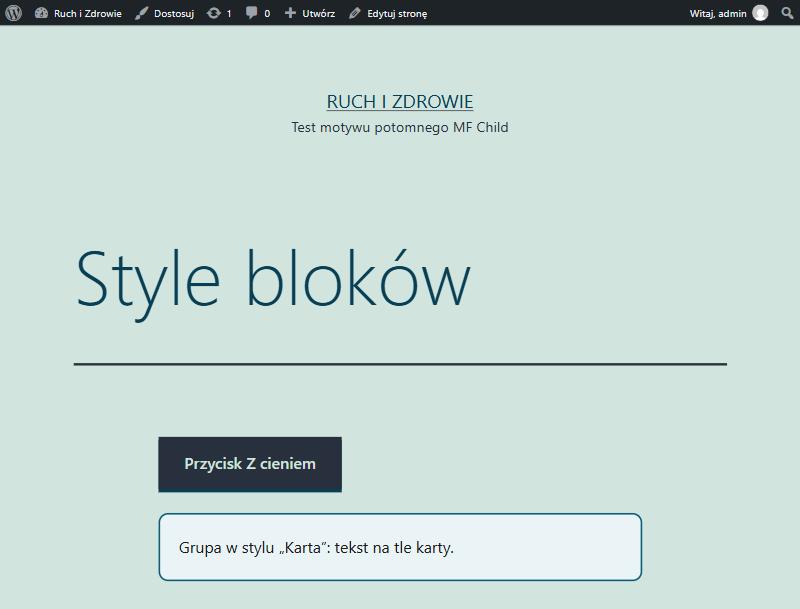 Ruch i Zdrowie Dostosuj 1 0 Utwórz Edytuj stronę Witaj, admin
RUCH I ZDROWIE
Test motywu potomnego MF Child
Style bloków
Przycisk Z cieniem
Grupa w stylu „Karta”: tekst na tle karty.